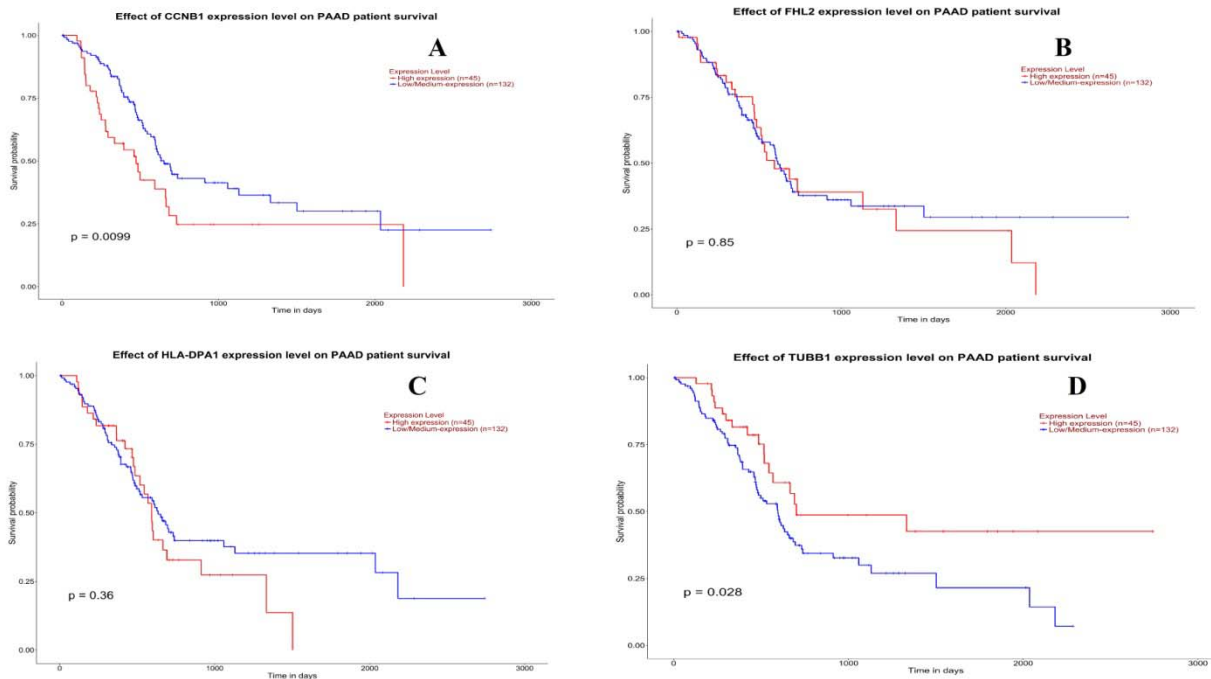 Effect of CCNB1 expression level on PAAD patient survival
A
Expression Level
High expression (n=45)
Low/Medium-expression (n=132)
1.00
0.75
0.50
0.25
0.00
Survival probability
p = 0.0099
0 1000 2000 3000
Time in days
Effect of FHL2 expression level on PAAD patient survival
B
Expression Level
High expression (n=45)
Low/Medium-expression (n=132)
1.00
0.75
0.50
0.25
0.00
Survival probability
p = 0.85
0 1000 2000 3000
Time in days
Effect of HLA-DPA1 expression level on PAAD patient survival
C
Expression Level
High expression (n=45)
Low/Medium-expression (n=132)
1.00
0.75
0.50
0.25
0.00
Survival probability
p = 0.36
0 1000 2000 3000
Time in days
Effect of TUBB1 expression level on PAAD patient survival
D
Expression Level
High expression (n=45)
Low/Medium-expression (n=132)
1.00
0.75
0.50
0.25
0.00
Survival probability
p = 0.028
0 1000 2000 3000
Time in days